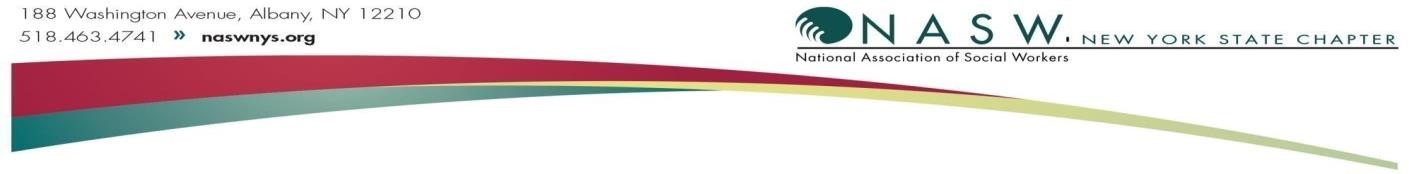 188 Washington Avenue, Albany, NY 12210
518.463.4741 » naswnys.org
NASW. NEW YORK STATE CHAPTER
National Association of Social Workers